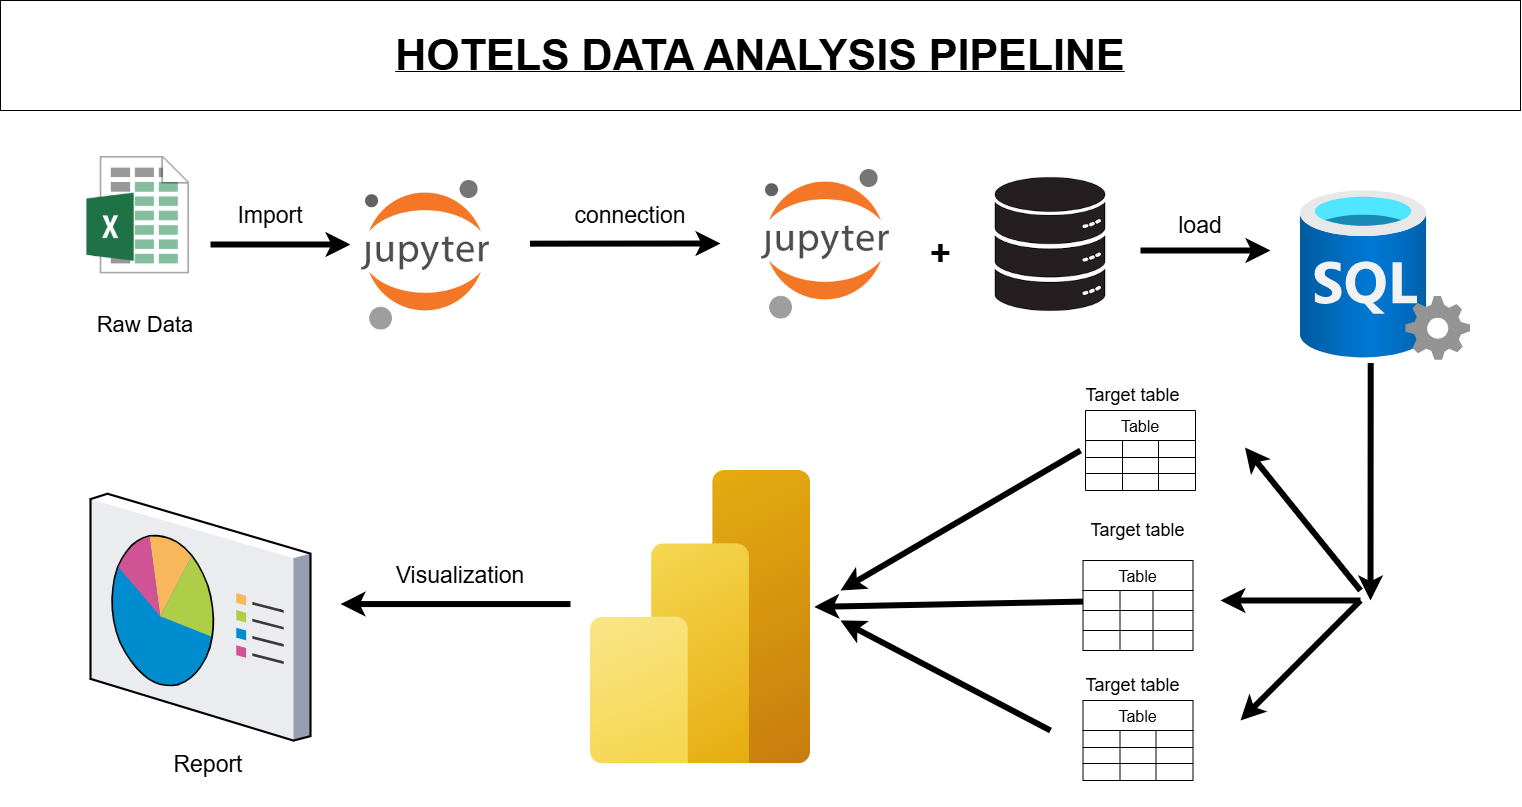 HOTELS DATA ANALYSIS PIPELINE
X
Import
jupyter
connection
jupyter
+
load
SQL
Raw Data
Target table
Table
Target table
Table
Target table
Table
Visualization
Report